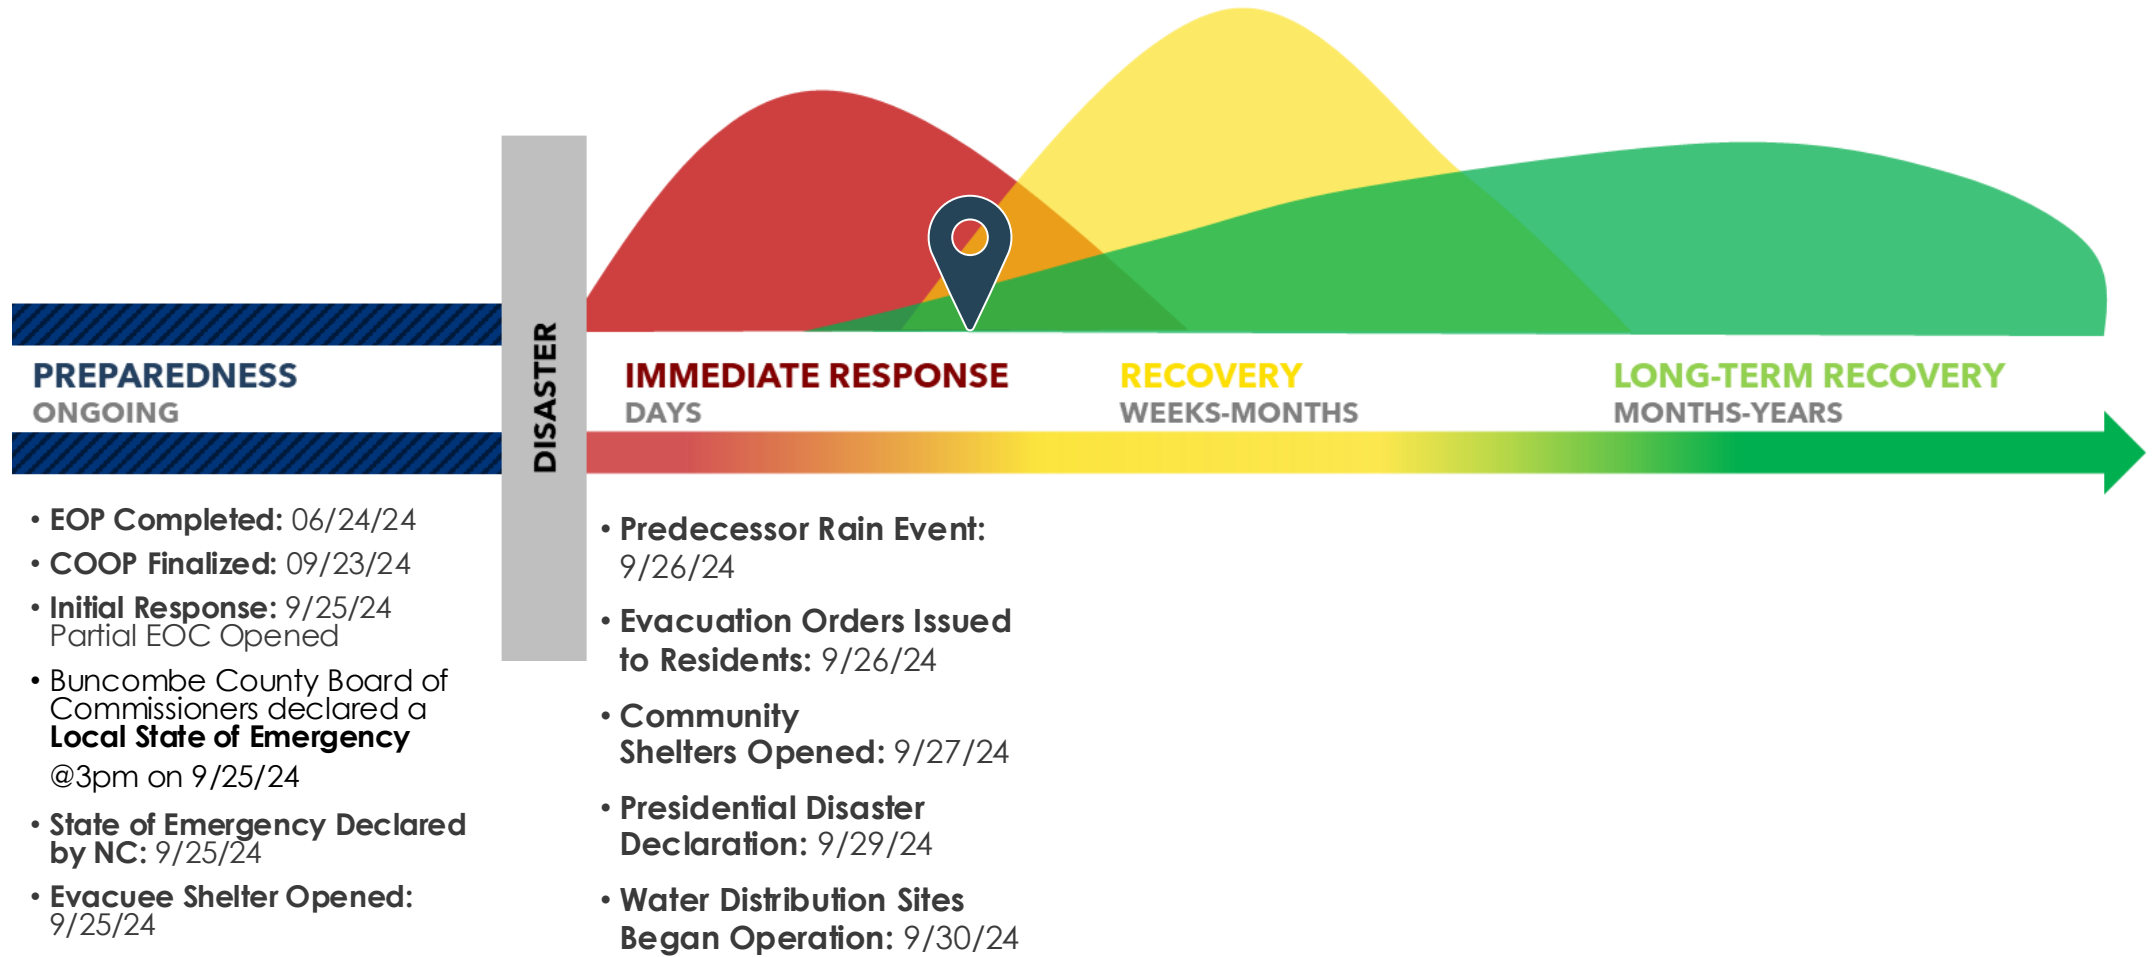 PREPAREDNESS
ONGOING
DISASTER
IMMEDIATE RESPONSE
DAYS
RECOVERY
WEEKS-MONTHS
LONG-TERM RECOVERY
MONTHS-YEARS
• EOP Completed: 06/24/24
• COOP Finalized: 09/23/24
• Initial Response: 9/25/24
Partial EOC Opened
• Buncombe County Board of
Commissioners declared a
Local State of Emergency
@3pm on 9/25/24
• State of Emergency Declared
by NC: 9/25/24
• Evacuee Shelter Opened:
9/25/24
• Predecessor Rain Event:
9/26/24
• Evacuation Orders Issued
to Residents: 9/26/24
• Community
Shelters Opened: 9/27/24
• Presidential Disaster
Declaration: 9/29/24
• Water Distribution Sites
Began Operation: 9/30/24